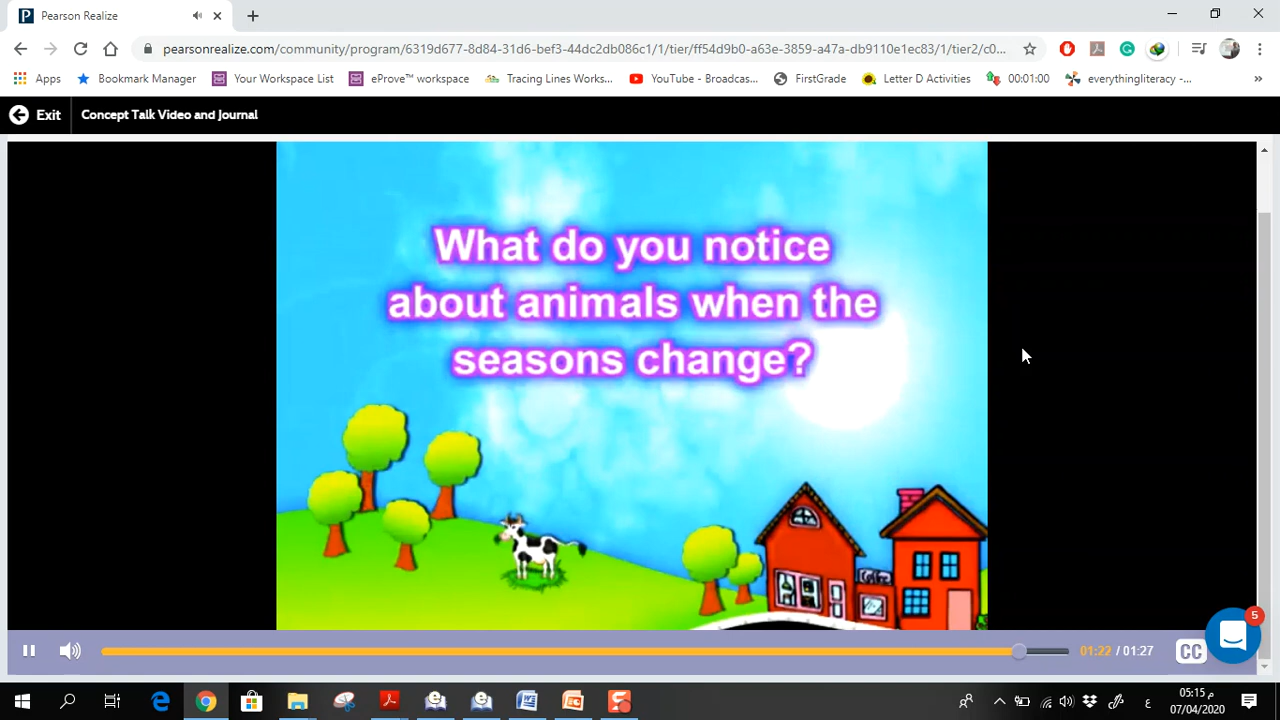 Pearson Realize
pearsonrealize.com/community/program/6319d677-8d84-31d6-bef3-44dc2db086c1/1/tier/ff54d9b0-a63e-3859-a47a-db9110e1ec83/1/tier2/c0...
Apps Bookmark Manager Your Workspace List eProve™ workspace Tracing Lines Works... YouTube - Broadcas... FirstGrade Letter D Activities 00:01:00 everythingliteracy -... »
Exit Concept Talk Video and Journal
What do you notice
about animals when the
seasons change?
Coffee
5
01:22 / 01:27 CC
05:15 م
ع
07/04/2020